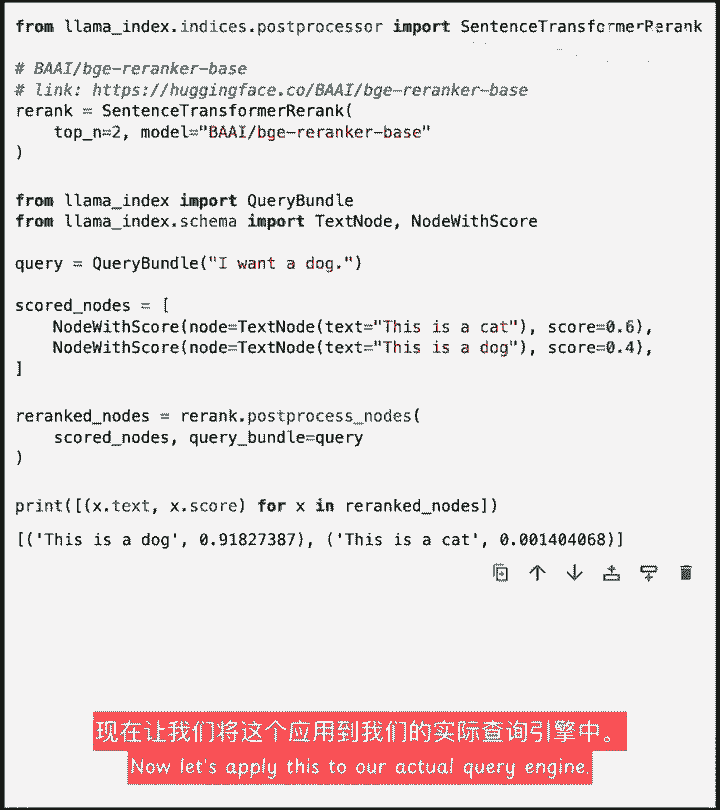 from llama_index.indices.postprocessor import SentenceTransformerRerank
# BAAI/bge-reranker-base
# link: https://huggingface.co/BAAI/bge-reranker-base
rerank = SentenceTransformerRerank(
    top_n=2, model="BAAI/bge-reranker-base"
)
from llama_index import QueryBundle
from llama_index.schema import TextNode, NodeWithScore
query = QueryBundle("I want a dog.")
scored_nodes = [
    NodeWithScore(node=TextNode(text="This is a cat"), score=0.6),
    NodeWithScore(node=TextNode(text="This is a dog"), score=0.4),
]
reranked_nodes = rerank.postprocess_nodes(
    scored_nodes, query_bundle=query
)
print([(x.text, x.score) for x in reranked_nodes])
[('This is a dog', 0.91827387), ('This is a cat', 0.001404068)]
现在让我们将这个应用到我们的实际查询引擎中。
Now let's apply this to our actual query engine.